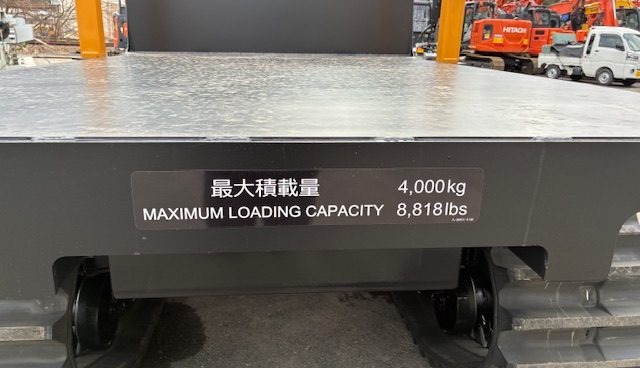 HITACHI
最大積載量 4,000kg
MAXIMUM LOADING CAPACITY 8,818lbs